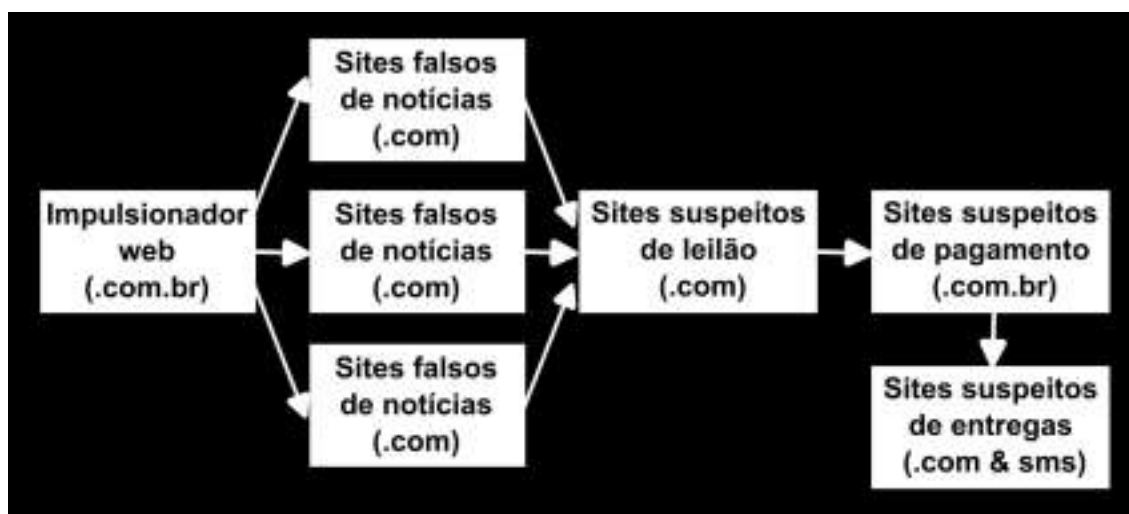 Sites falsos
de notícias
(.com)
Impulsionador
web
(.com.br)
Sites falsos
de notícias
(.com)
Sites suspeitos
de leilão
(.com)
Sites suspeitos
de pagamento
(.com.br)
Sites falsos
de notícias
(.com)
Sites suspeitos
de entregas
(.com & sms)